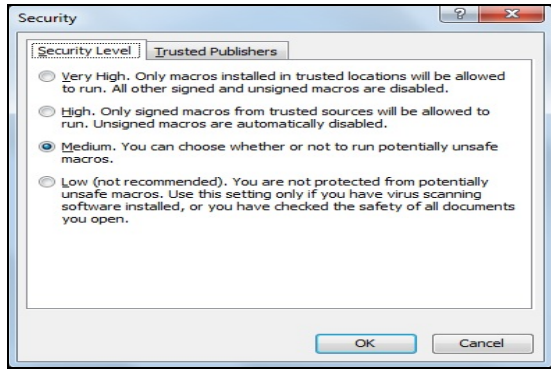 Security
Security Level
Trusted Publishers
Very High. Only macros installed in trusted locations will be allowed
to run. All other signed and unsigned macros are disabled.
High. Only signed macros from trusted sources will be allowed to
run. Unsigned macros are automatically disabled.
Medium. You can choose whether or not to run potentially unsafe
macros.
Low (not recommended). You are not protected from potentially
unsafe macros. Use this setting only if you have virus scanning
software installed, or you have checked the safety of all documents
you open.
OK
Cancel